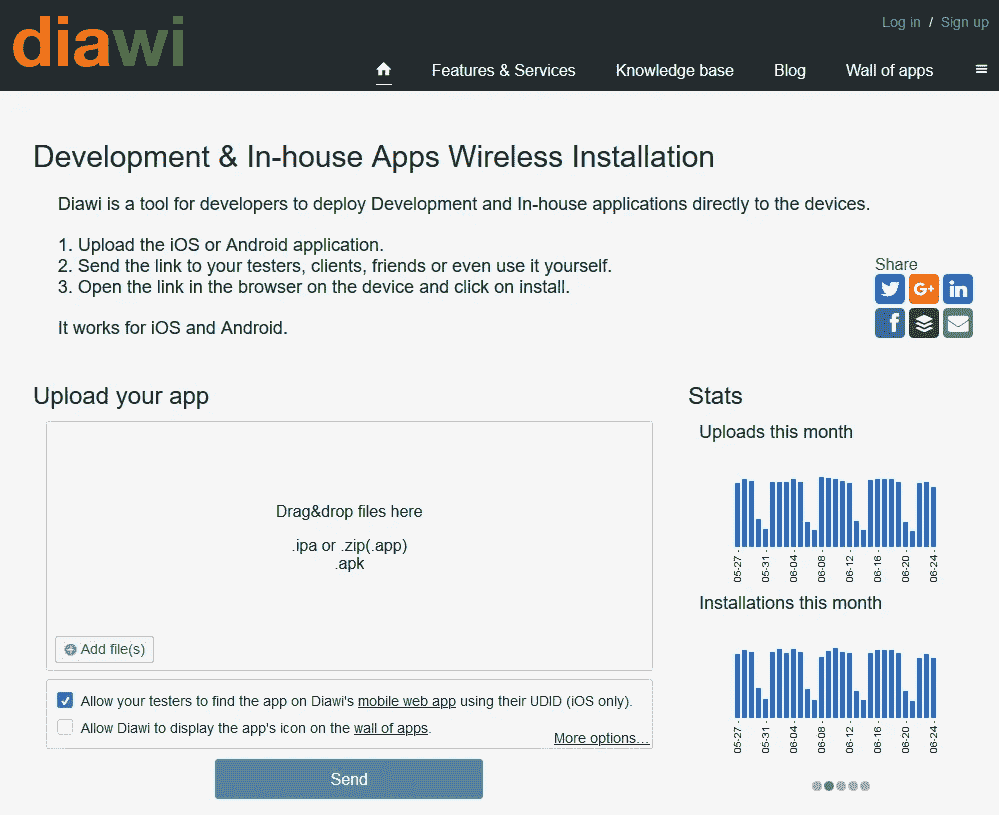 diawi
Log in / Sign up
Features & Services Knowledge base Blog Wall of apps
Development & In-house Apps Wireless Installation
Diawi is a tool for developers to deploy Development and In-house applications directly to the devices.
1. Upload the iOS or Android application.
2. Send the link to your testers, clients, friends or even use it yourself.
3. Open the link in the browser on the device and click on install.
It works for iOS and Android.
Share
G+ in
f
Upload your app
Drag&drop files here
.ipa or .zip(.app)
.apk
Add file(s)
Allow your testers to find the app on Diawi's mobile web app using their UDID (iOS only).
Allow Diawi to display the app's icon on the wall of apps.
More options...
Send
Stats
Uploads this month
05-27 - 05-31 - 06-04 - 06-08 - 06-12 - 06-16 - 06-20 - 06-24 -
Installations this month
05-27 - 05-31 - 06-04 - 06-08 - 06-12 - 06-16 - 06-20 - 06-24 -